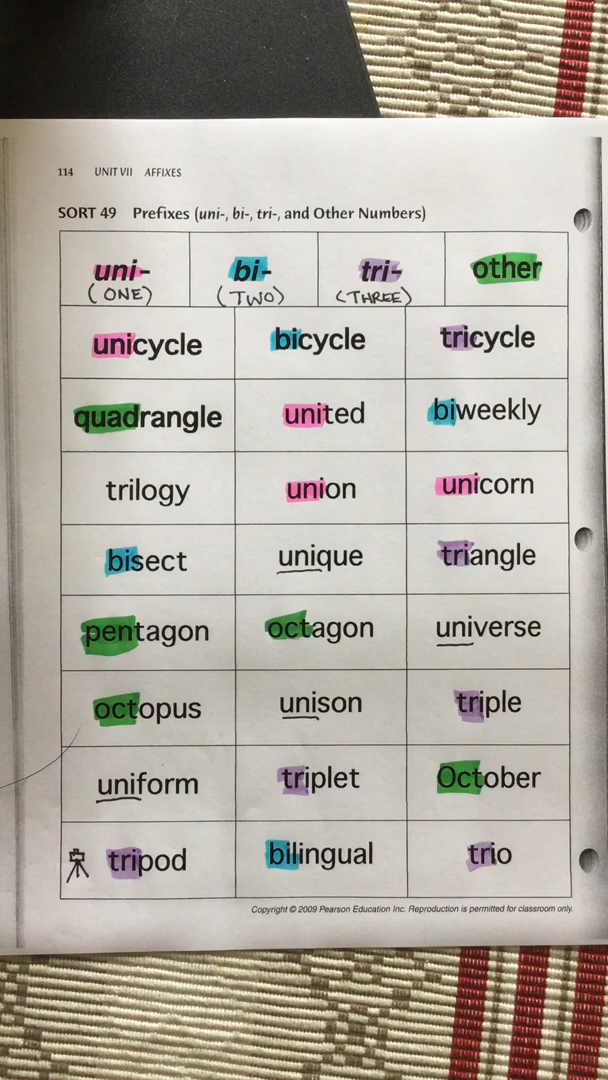 114 UNIT VII AFFIXES
SORT 49 Prefixes (uni-, bi-, tri-, and Other Numbers)
uni- bi- tri- other
(ONE) (TWO) (THREE)
unicycle bicycle tricycle
quadrangle united biweekly
trilogy union unicorn
bisect unique triangle
pentagon octagon universe
octopus unison triple
uniform triplet October
tripod bilingual trio
Copyright © 2009 Pearson Education Inc. Reproduction is permitted for classroom only.